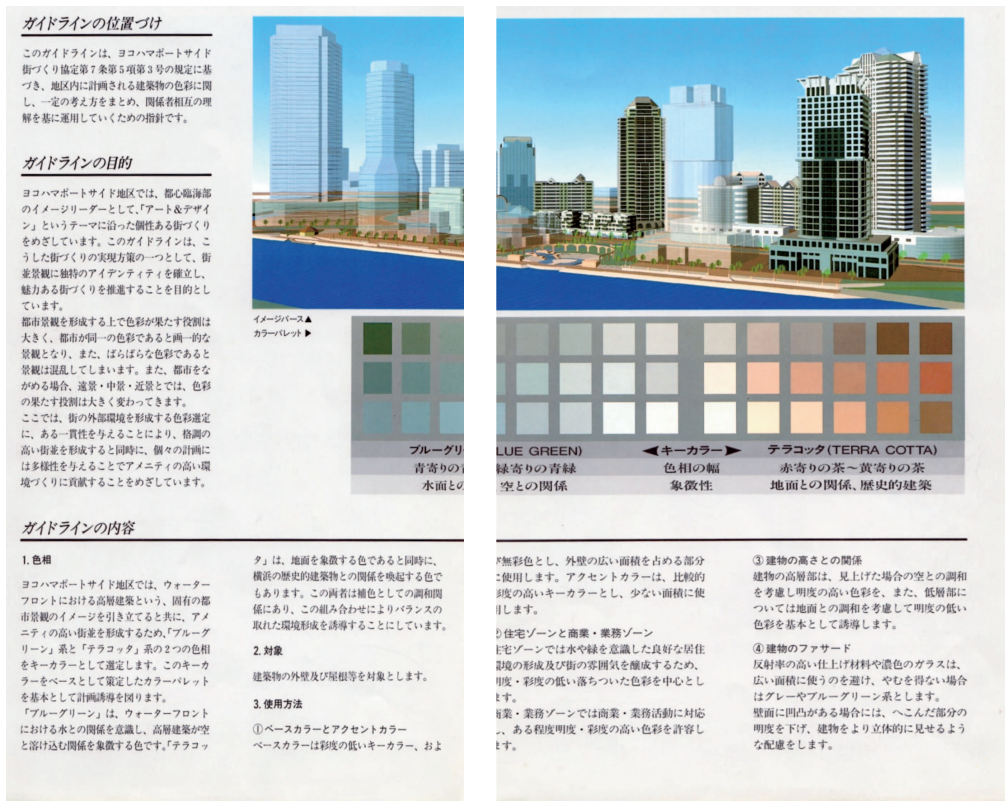 ガイドラインの位置づけ
このガイドラインは、ヨコハマポートサイド
街づくり協定第7条第5項第3号の規定に基
づき、地区内に計画される建築物の色彩に関
し、一定の考え方をまとめ、関係者相互の理
解を基に運用していくための指針です。
ガイドラインの目的
ヨコハマポートサイド地区では、都心臨海部
のイメージリーダーとして、「アート&デザイ
ン」というテーマに沿った個性ある街づくり
をめざしています。このガイドラインは、こ
うした街づくりの実現方策の一つとして、街
並景観に独特のアイデンティティを確立し、
魅力ある街づくりを推進することを目的とし
ています。
都市景観を形成する上で色彩が果たす役割は
大きく、都市が同一の色彩であると画一的な
景観となり、また、ばらばらな色彩であると
景観は混乱してしまいます。また、都市をな
がめる場合、遠景・中景・近景とでは、色彩
の果たす役割は大きく変わってきます。
ここでは、街の外部環境を形成する色彩選定
に、ある一貫性を与えることにより、格調の
高い街並を形成すると同時に、個々の計画に
は多様性を与えることでアメニティの高い環
境づくりに貢献することをめざしています。
イメージパース▲
カラーパレット▶
ブルーグリ
青寄りの
水面と
LUE GREEN)
緑寄りの青緑
空との関係
◀キーカラー▶
色相の幅
象徴性
テラコッタ(TERRA COTTA)
赤寄りの茶〜黄寄りの茶
地面との関係、歴史的建築
ガイドラインの内容
1. 色相
ヨコハマポートサイド地区では、ウォーター
フロントにおける高層建築という、固有の都
市景観のイメージを引き立てると共に、アメ
ニティの高い街並を形成するため、「ブルーグ
リーン」系と「テラコッタ」系の2つの色相
をキーカラーとして選定します。このキーカ
ラーをベースとして策定したカラーパレット
を基本として計画誘導を図ります。
「ブルーグリーン」は、ウォーターフロント
における水との関係を意識し、高層建築が空
と溶け込む関係を象徴する色です。「テラコッ
タ」は、地面を象徴する色であると同時に、
横浜の歴史的建築物との関係を喚起する色で
もあります。この両者は補色としての調和関
係にあり、この組み合わせによりバランスの
取れた環境形成を誘導することにしています。
2. 対象
建築物の外壁及び屋根等を対象とします。
3. 使用方法
①ベースカラーとアクセントカラー
ベースカラーは彩度の低いキーカラー、およ
び無彩色とし、外壁の広い面積を占める部分
に使用します。アクセントカラーは、比較的
彩度の高いキーカラーとし、少ない面積に使
用します。
②住宅ゾーンと商業・業務ゾーン
住宅ゾーンでは水や緑を意識した良好な居住
環境の形成及び街の雰囲気を醸成するため、
明度・彩度の低い落ちついた色彩を中心とし
ます。
商業・業務ゾーンでは商業・業務活動に対応
し、ある程度明度・彩度の高い色彩を許容し
ます。
③建物の高さとの関係
建物の高層部は、見上げた場合の空との調和
を考慮し明度の高い色彩を、また、低層部に
ついては地面との調和を考慮して明度の低い
色彩を基本として誘導します。
④建物のファサード
反射率の高い仕上げ材料や濃色のガラスは、
広い面積に使うのを避け、やむを得ない場合
はグレーやブルーグリーン系とします。
壁面に凹凸がある場合には、へこんだ部分の
明度を下げ、建物をより立体的に見せるよう
な配慮をします。